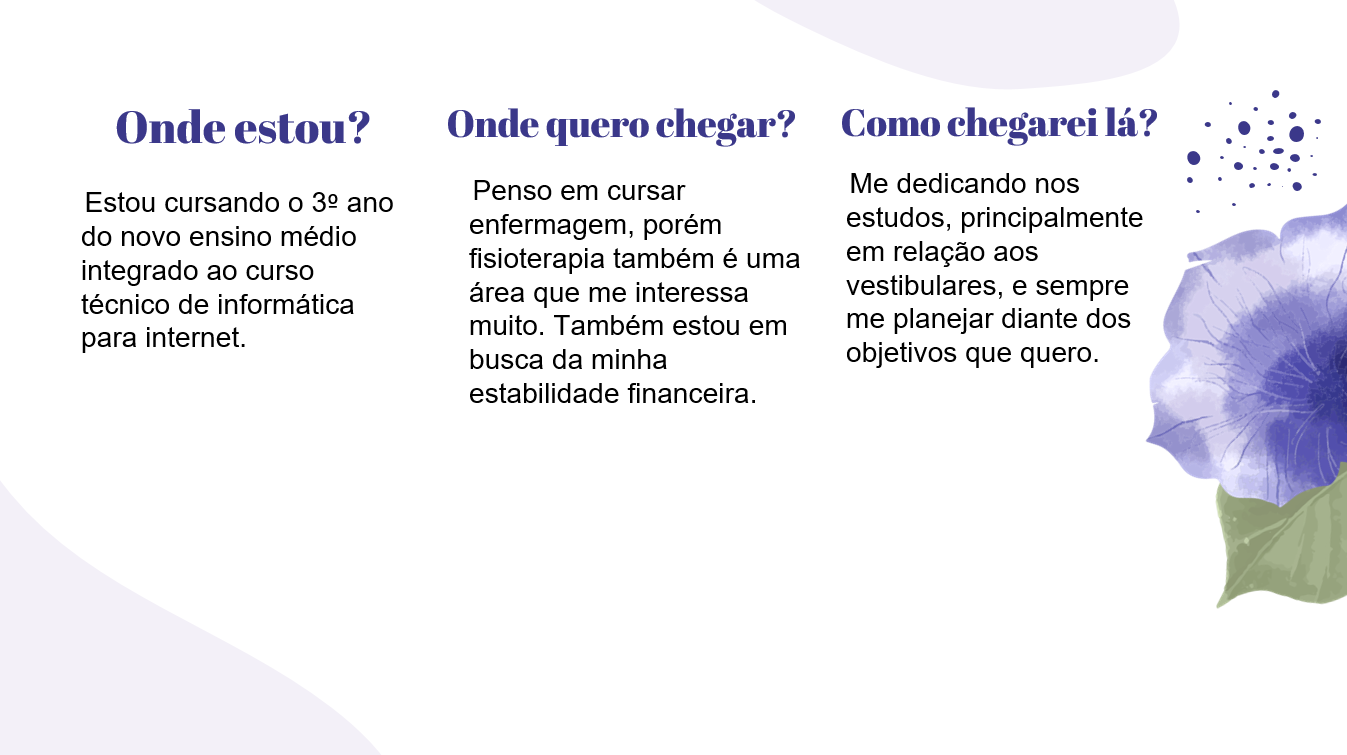 Onde estou?
Estou cursando o 3º ano
do novo ensino médio
integrado ao curso
técnico de informática
para internet.
Onde quero chegar?
Penso em cursar
enfermagem, porém
fisioterapia também é uma
área que me interessa
muito. Também estou em
busca da minha
estabilidade financeira.
Como chegarei lá?
Me dedicando nos
estudos, principalmente
em relação aos
vestibulares, e sempre
me planejar diante dos
objetivos que quero.